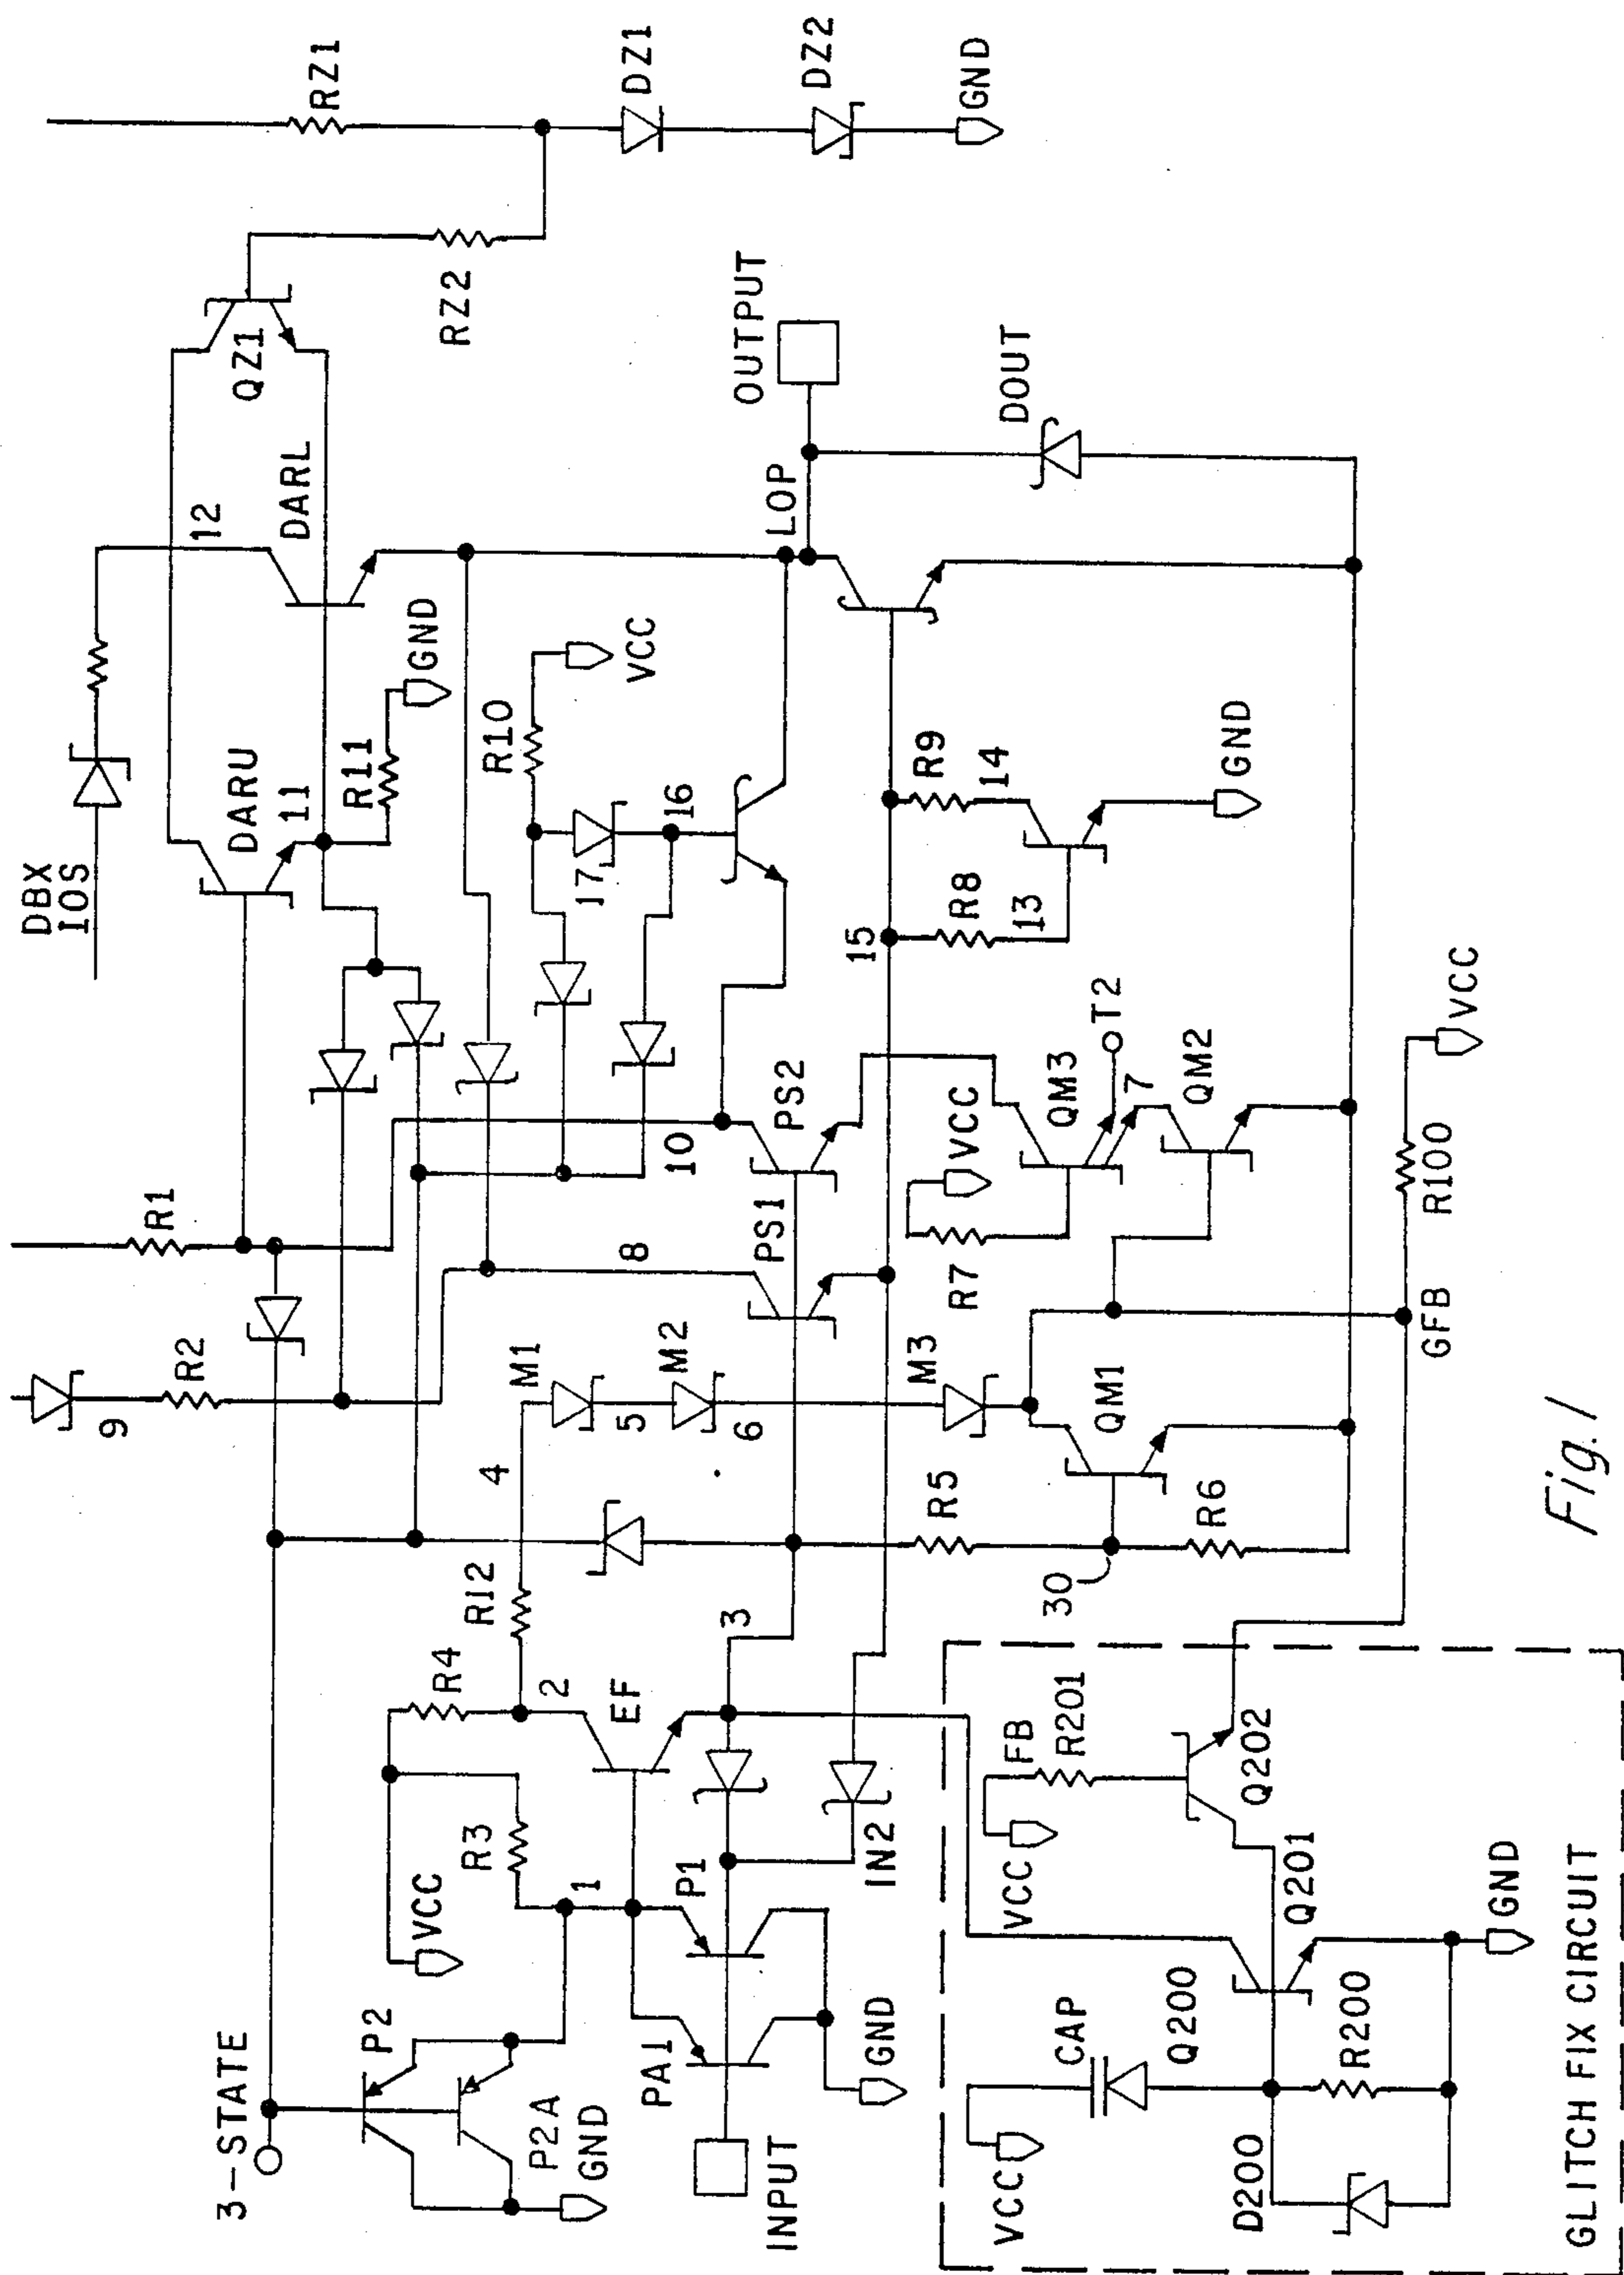 DBX
IOS
12
DARU
11
R11
GND
DARL
QZ1
RZ2
RZ1
DZ1
DZ2
GND
R1
9
R2
8
10
R10
VCC
17
16
LOP
OUTPUT
DOUT
3-STATE
P2
P2A
GND
VCC
R3
R4
R12
4
M1
5
M2
6
M3
PS1
PS2
15
R8
13
R9
14
GND
1
2
EF
3
PA1
P1
INPUT
GND
IN2
R5
30
R6
QM1
R7
VCC
QM3
T2
7
QM2
GFB
R100
VCC
VCC
CAP
Q200
D200
R200
GND
Q201
VCC
FB
R201
Q202
GLITCH FIX CIRCUIT
Fig. 1